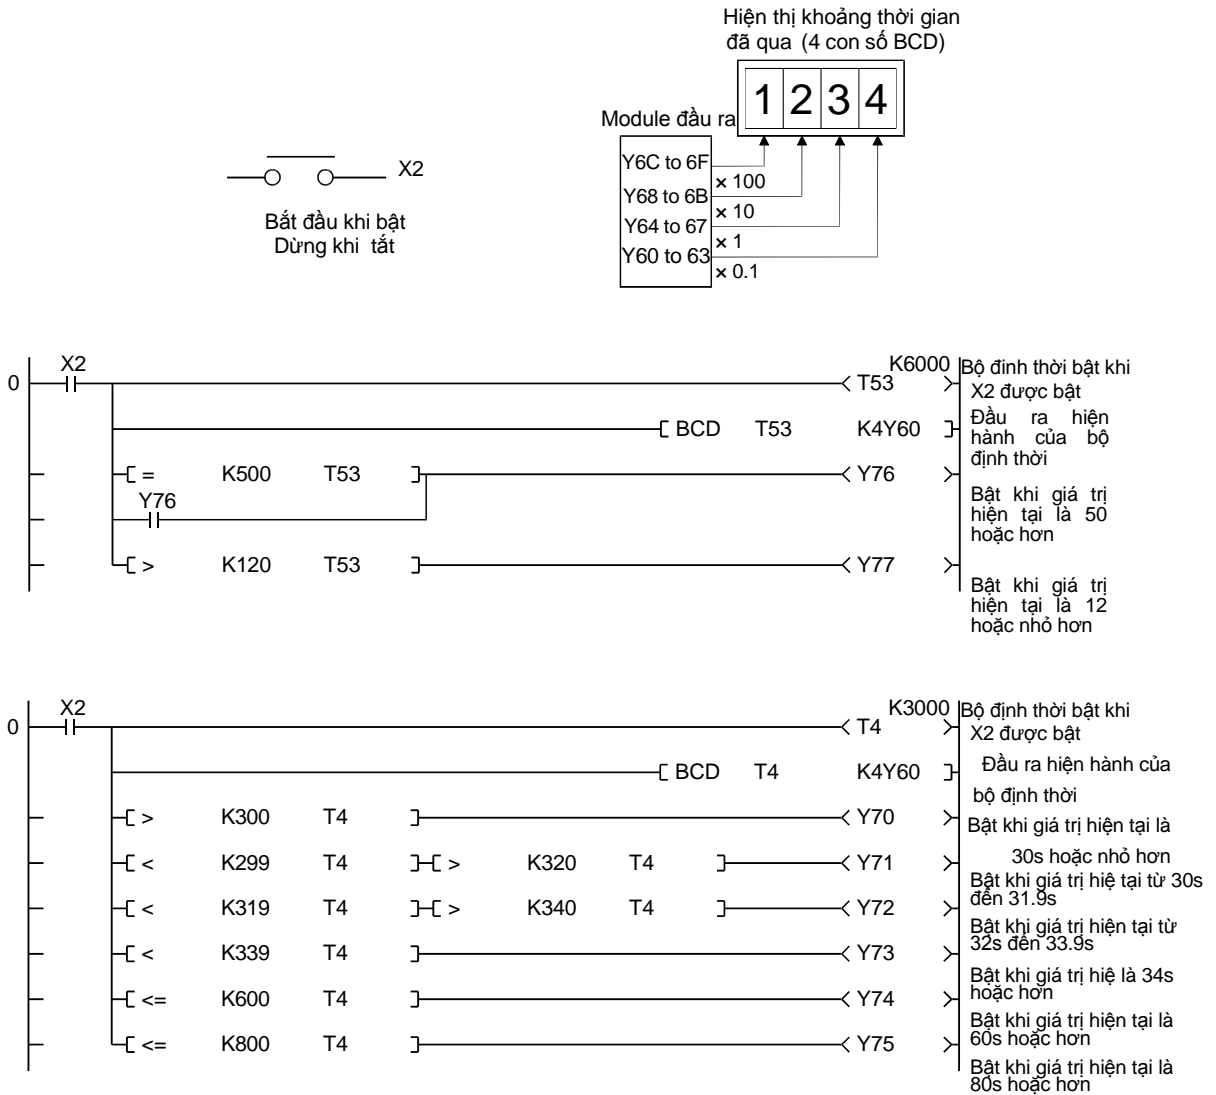 Hiện thị khoảng thời gian
đã qua (4 con số BCD)
1 2 3 4
Module đầu ra
Y6C to 6F
× 100
Y68 to 6B
× 10
Y64 to 67
× 1
Y60 to 63
× 0.1
X2
Bắt đầu khi bật
Dừng khi tắt
0 X2 K6000
T53
Bộ đinh thời bật khi
X2 được bật
BCD T53 K4Y60
Đầu ra hiện
hành của bộ
định thời
= K500 T53 Y76
Y76
Bật khi giá trị
hiện tại là 50
hoặc hơn
> K120 T53 Y77
Bật khi giá trị
hiện tại là 12
hoặc nhỏ hơn
0 X2 K3000
T4
Bộ định thời bật khi
X2 được bật
BCD T4 K4Y60
Đầu ra hiện hành của
bộ định thời
> K300 T4 Y70
Bật khi giá trị hiện tại là
30s hoặc nhỏ hơn
< K299 T4 > K320 T4 Y71
Bật khi giá trị hiệ tại từ 30s
đến 31.9s
< K319 T4 > K340 T4 Y72
Bật khi giá trị hiện tại từ
32s đến 33.9s
< K339 T4 Y73
Bật khi giá trị hiệ là 34s
hoặc hơn
<= K600 T4 Y74
Bật khi giá trị hiện tại là
60s hoặc hơn
<= K800 T4 Y75
Bật khi giá trị hiện tại là
80s hoặc hơn